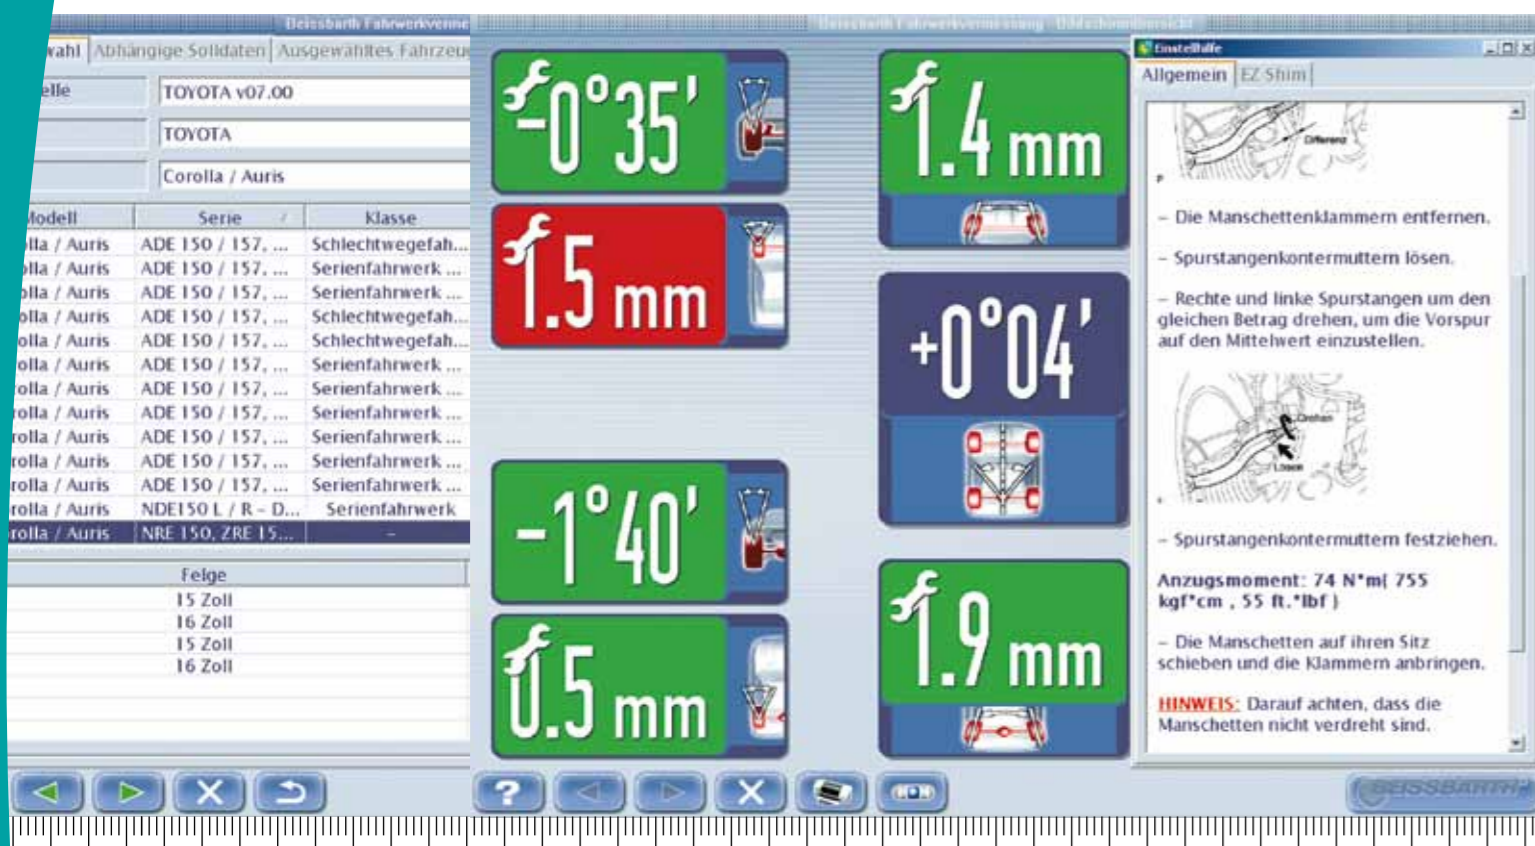 Beissbarth Fahrwerkverme
wahl Abhängige Solldaten Ausgewähltes Fahrzeu
elle TOYOTA v07.00
TOYOTA
Corolla / Auris
Modell Serie Klasse
olla / Auris ADE 150 / 157, ... Schlechtwegefah...
olla / Auris ADE 150 / 157, ... Serienfahrwerk ...
olla / Auris ADE 150 / 157, ... Serienfahrwerk ...
olla / Auris ADE 150 / 157, ... Schlechtwegefah...
olla / Auris ADE 150 / 157, ... Schlechtwegefah...
olla / Auris ADE 150 / 157, ... Serienfahrwerk ...
olla / Auris ADE 150 / 157, ... Serienfahrwerk ...
rolla / Auris ADE 150 / 157, ... Serienfahrwerk ...
rolla / Auris ADE 150 / 157, ... Serienfahrwerk ...
rolla / Auris ADE 150 / 157, ... Serienfahrwerk ...
rolla / Auris ADE 150 / 157, ... Serienfahrwerk ...
rolla / Auris NDE150 L / R - D... Serienfahrwerk
rolla / Auris NRE 150, ZRE 15... -
Felge
15 Zoll
16 Zoll
15 Zoll
16 Zoll
Beissbarth Fahrwerkvermessung
-0°35'
1.5 mm
-1°40'
0.5 mm
1.4 mm
+0°04'
1.9 mm
Einstellhilfe
Allgemein EZ Shim
Differenz
P
– Die Manschettenklammern entfernen.
– Spurstangenkontermuttern lösen.
– Rechte und linke Spurstangen um den
gleichen Betrag drehen, um die Vorspur
auf den Mittelwert einzustellen.
Drehen
Lösen
– Spurstangenkontermuttern festziehen.
Anzugsmoment: 74 N*m{ 755
kgf*cm , 55 ft.*lbf }
– Die Manschetten auf ihren Sitz
schieben und die Klammern anbringen.
HINWEIS: Darauf achten, dass die
Manschetten nicht verdreht sind.
?
BEISSBARTH